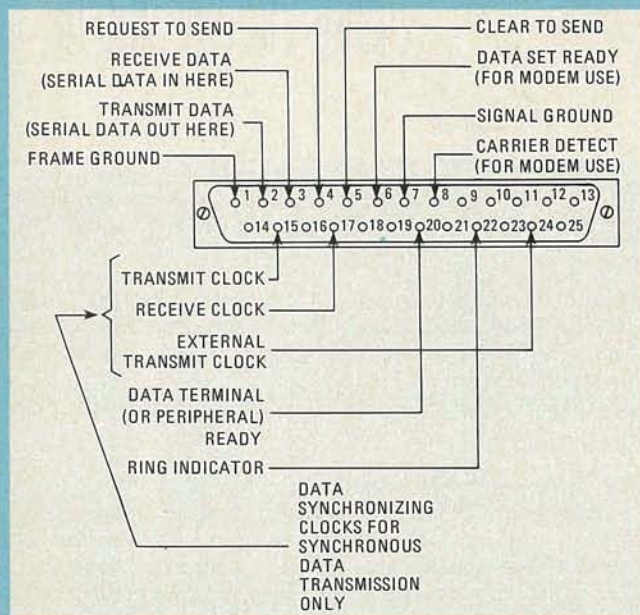 REQUEST TO SEND
RECEIVE DATA
(SERIAL DATA IN HERE)
TRANSMIT DATA
(SERIAL DATA OUT HERE)
FRAME GROUND
CLEAR TO SEND
DATA SET READY
(FOR MODEM USE)
SIGNAL GROUND
CARRIER DETECT
(FOR MODEM USE)
1 2 3 4 5 6 7 8 9 10 11 12 13
14 15 16 17 18 19 20 21 22 23 24 25
TRANSMIT CLOCK
RECEIVE CLOCK
EXTERNAL
TRANSMIT CLOCK
DATA TERMINAL
(OR PERIPHERAL)
READY
RING INDICATOR
DATA
SYNCHRONIZING
CLOCKS FOR
SYNCHRONOUS
DATA
TRANSMISSION
ONLY